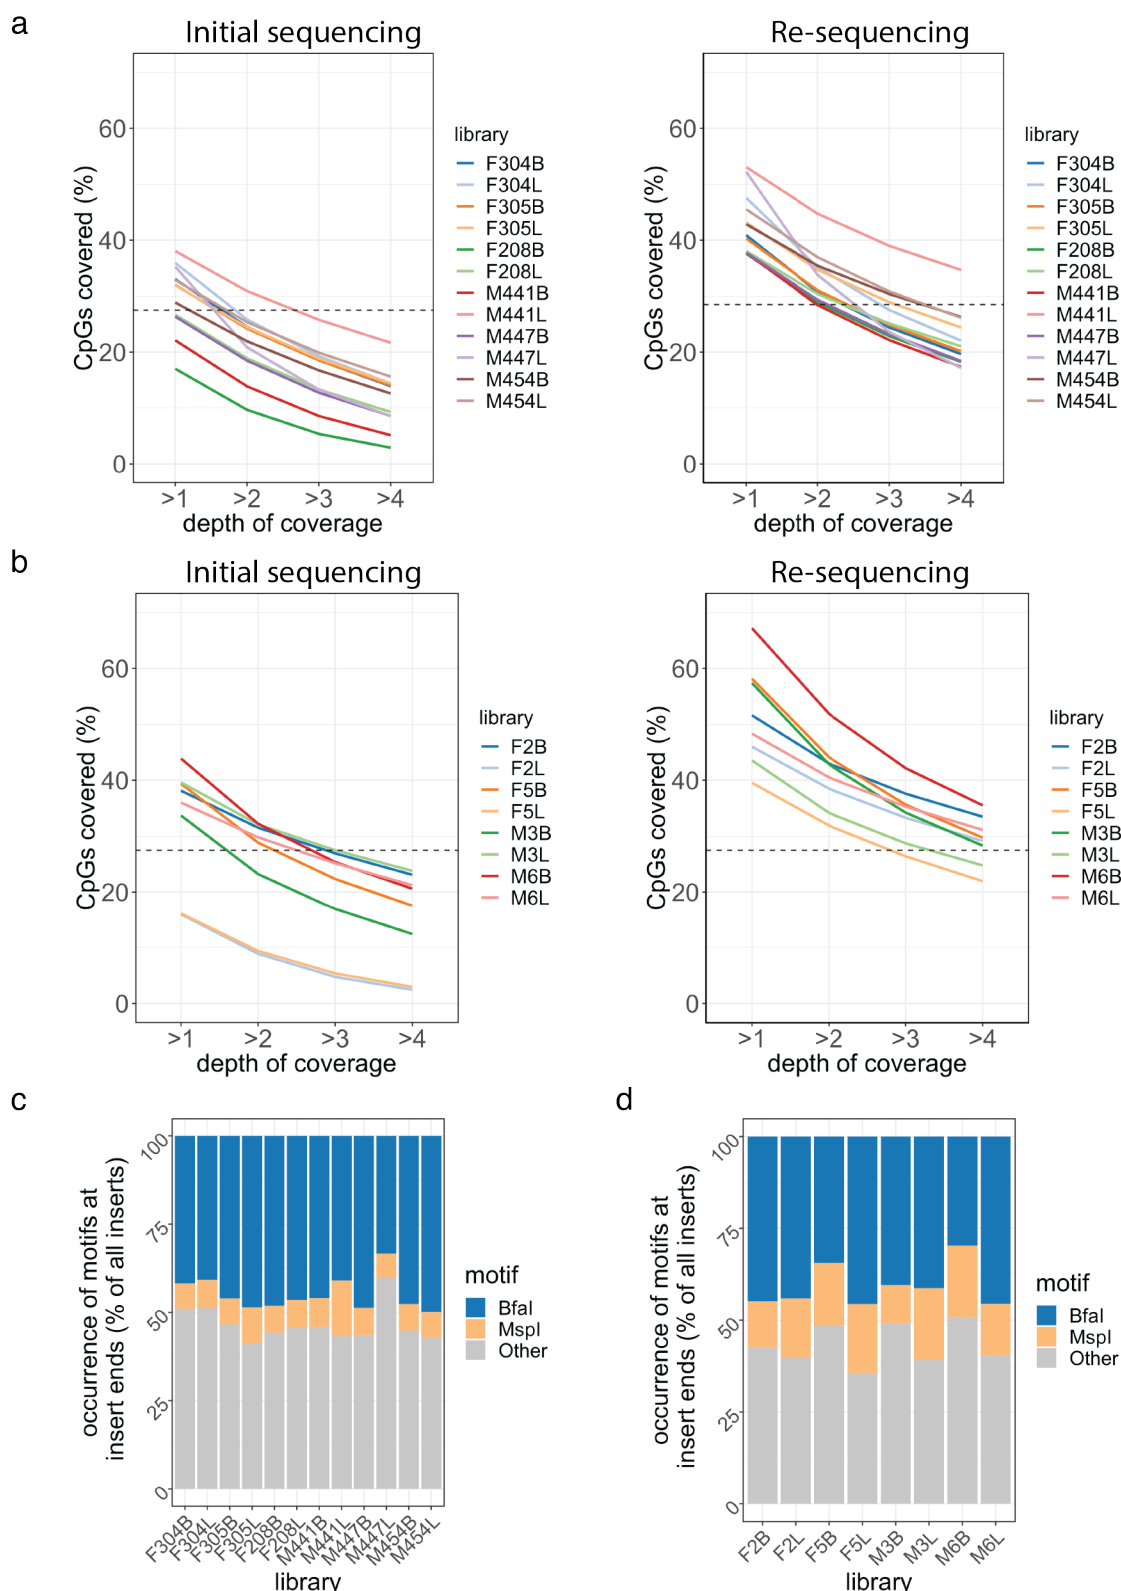 a
Initial sequencing
Re-sequencing
CpGs covered (%)
60
40
20
0
>1 >2 >3 >4
depth of coverage
library
F304B
F304L
F305B
F305L
F208B
F208L
M441B
M441L
M447B
M447L
M454B
M454L
CpGs covered (%)
60
40
20
0
>1 >2 >3 >4
depth of coverage
library
F304B
F304L
F305B
F305L
F208B
F208L
M441B
M441L
M447B
M447L
M454B
M454L
b
Initial sequencing
Re-sequencing
CpGs covered (%)
60
40
20
0
>1 >2 >3 >4
depth of coverage
library
F2B
F2L
F5B
F5L
M3B
M3L
M6B
M6L
CpGs covered (%)
60
40
20
0
>1 >2 >3 >4
depth of coverage
library
F2B
F2L
F5B
F5L
M3B
M3L
M6B
M6L
c
occurrence of motifs at
insert ends (% of all inserts)
100
75
50
25
0
F304B F304L F305B F305L F208B F208L M441B M441L M447B M447L M454B M454L
library
motif
BfaI
MspI
Other
d
occurrence of motifs at
insert ends (% of all inserts)
100
75
50
25
0
F2B F2L F5B F5L M3B M3L M6B M6L
library
motif
BfaI
MspI
Other